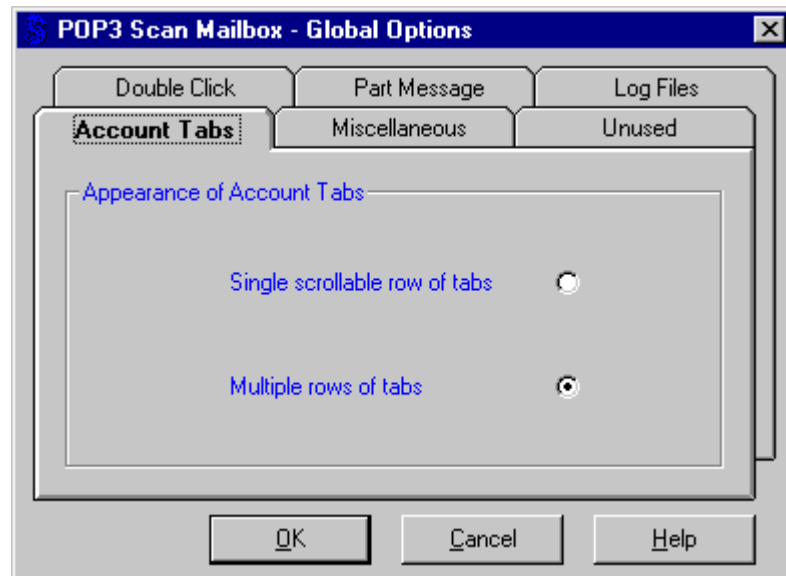 POP3 Scan Mailbox - Global Options
Double Click Part Message Log Files
Account Tabs Miscellaneous Unused
Appearance of Account Tabs
Single scrollable row of tabs
Multiple rows of tabs
OK Cancel Help